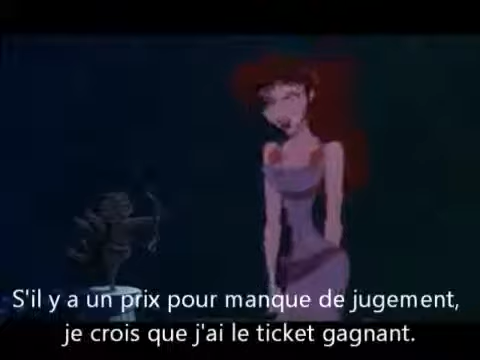 S'il y a un prix pour manque de jugement,
je crois que j'ai le ticket gagnant.